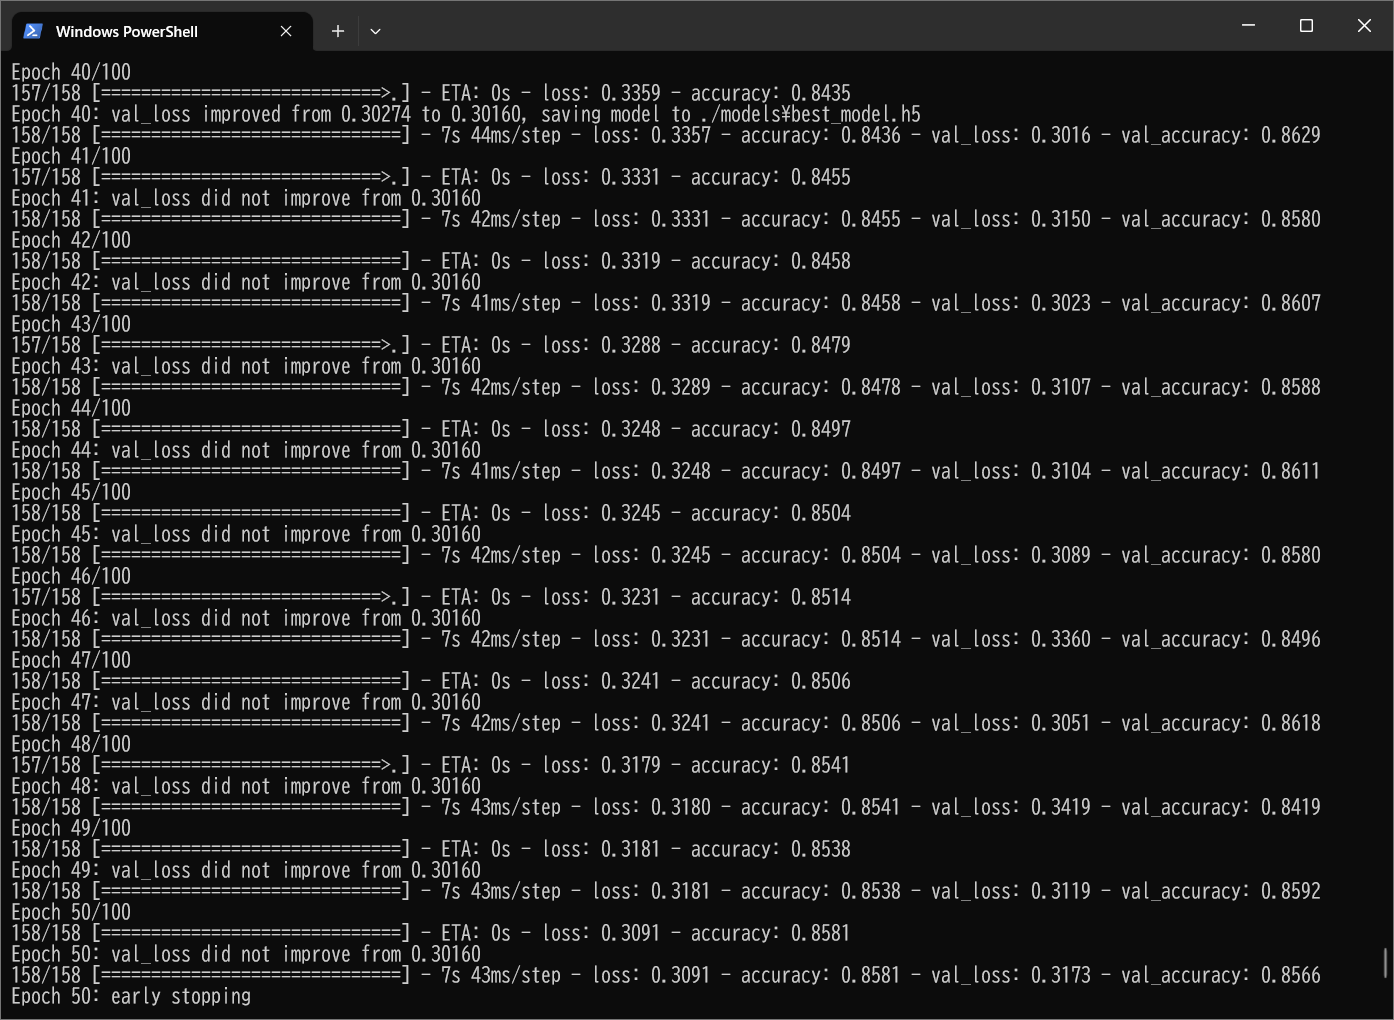 Windows PowerShell
Epoch 40/100
157/158 [============================>.] - ETA: 0s - loss: 0.3359 - accuracy: 0.8435
Epoch 40: val_loss improved from 0.30274 to 0.30160, saving model to ./models¥best_model.h5
158/158 [==============================] - 7s 44ms/step - loss: 0.3357 - accuracy: 0.8436 - val_loss: 0.3016 - val_accuracy: 0.8629
Epoch 41/100
157/158 [============================>.] - ETA: 0s - loss: 0.3331 - accuracy: 0.8455
Epoch 41: val_loss did not improve from 0.30160
158/158 [==============================] - 7s 42ms/step - loss: 0.3331 - accuracy: 0.8455 - val_loss: 0.3150 - val_accuracy: 0.8580
Epoch 42/100
158/158 [==============================] - ETA: 0s - loss: 0.3319 - accuracy: 0.8458
Epoch 42: val_loss did not improve from 0.30160
158/158 [==============================] - 7s 41ms/step - loss: 0.3319 - accuracy: 0.8458 - val_loss: 0.3023 - val_accuracy: 0.8607
Epoch 43/100
157/158 [============================>.] - ETA: 0s - loss: 0.3288 - accuracy: 0.8479
Epoch 43: val_loss did not improve from 0.30160
158/158 [==============================] - 7s 42ms/step - loss: 0.3289 - accuracy: 0.8478 - val_loss: 0.3107 - val_accuracy: 0.8588
Epoch 44/100
158/158 [==============================] - ETA: 0s - loss: 0.3248 - accuracy: 0.8497
Epoch 44: val_loss did not improve from 0.30160
158/158 [==============================] - 7s 41ms/step - loss: 0.3248 - accuracy: 0.8497 - val_loss: 0.3104 - val_accuracy: 0.8611
Epoch 45/100
158/158 [==============================] - ETA: 0s - loss: 0.3245 - accuracy: 0.8504
Epoch 45: val_loss did not improve from 0.30160
158/158 [==============================] - 7s 42ms/step - loss: 0.3245 - accuracy: 0.8504 - val_loss: 0.3089 - val_accuracy: 0.8580
Epoch 46/100
157/158 [============================>.] - ETA: 0s - loss: 0.3231 - accuracy: 0.8514
Epoch 46: val_loss did not improve from 0.30160
158/158 [==============================] - 7s 42ms/step - loss: 0.3231 - accuracy: 0.8514 - val_loss: 0.3360 - val_accuracy: 0.8496
Epoch 47/100
158/158 [==============================] - ETA: 0s - loss: 0.3241 - accuracy: 0.8506
Epoch 47: val_loss did not improve from 0.30160
158/158 [==============================] - 7s 42ms/step - loss: 0.3241 - accuracy: 0.8506 - val_loss: 0.3051 - val_accuracy: 0.8618
Epoch 48/100
157/158 [============================>.] - ETA: 0s - loss: 0.3179 - accuracy: 0.8541
Epoch 48: val_loss did not improve from 0.30160
158/158 [==============================] - 7s 43ms/step - loss: 0.3180 - accuracy: 0.8541 - val_loss: 0.3419 - val_accuracy: 0.8419
Epoch 49/100
158/158 [==============================] - ETA: 0s - loss: 0.3181 - accuracy: 0.8538
Epoch 49: val_loss did not improve from 0.30160
158/158 [==============================] - 7s 43ms/step - loss: 0.3181 - accuracy: 0.8538 - val_loss: 0.3119 - val_accuracy: 0.8592
Epoch 50/100
158/158 [==============================] - ETA: 0s - loss: 0.3091 - accuracy: 0.8581
Epoch 50: val_loss did not improve from 0.30160
158/158 [==============================] - 7s 43ms/step - loss: 0.3091 - accuracy: 0.8581 - val_loss: 0.3173 - val_accuracy: 0.8566
Epoch 50: early stopping